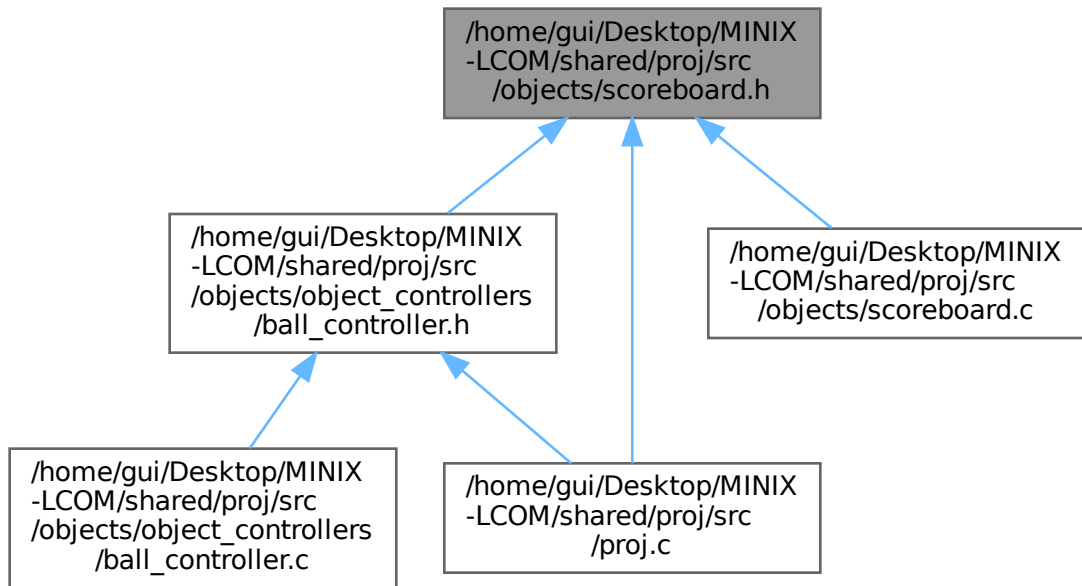 /home/gui/Desktop/MINIX
-LCOM/shared/proj/src
/objects/scoreboard.h
/home/gui/Desktop/MINIX
-LCOM/shared/proj/src
/objects/object_controllers
/ball_controller.h
/home/gui/Desktop/MINIX
-LCOM/shared/proj/src
/objects/scoreboard.c
/home/gui/Desktop/MINIX
-LCOM/shared/proj/src
/objects/object_controllers
/ball_controller.c
/home/gui/Desktop/MINIX
-LCOM/shared/proj/src
/proj.c